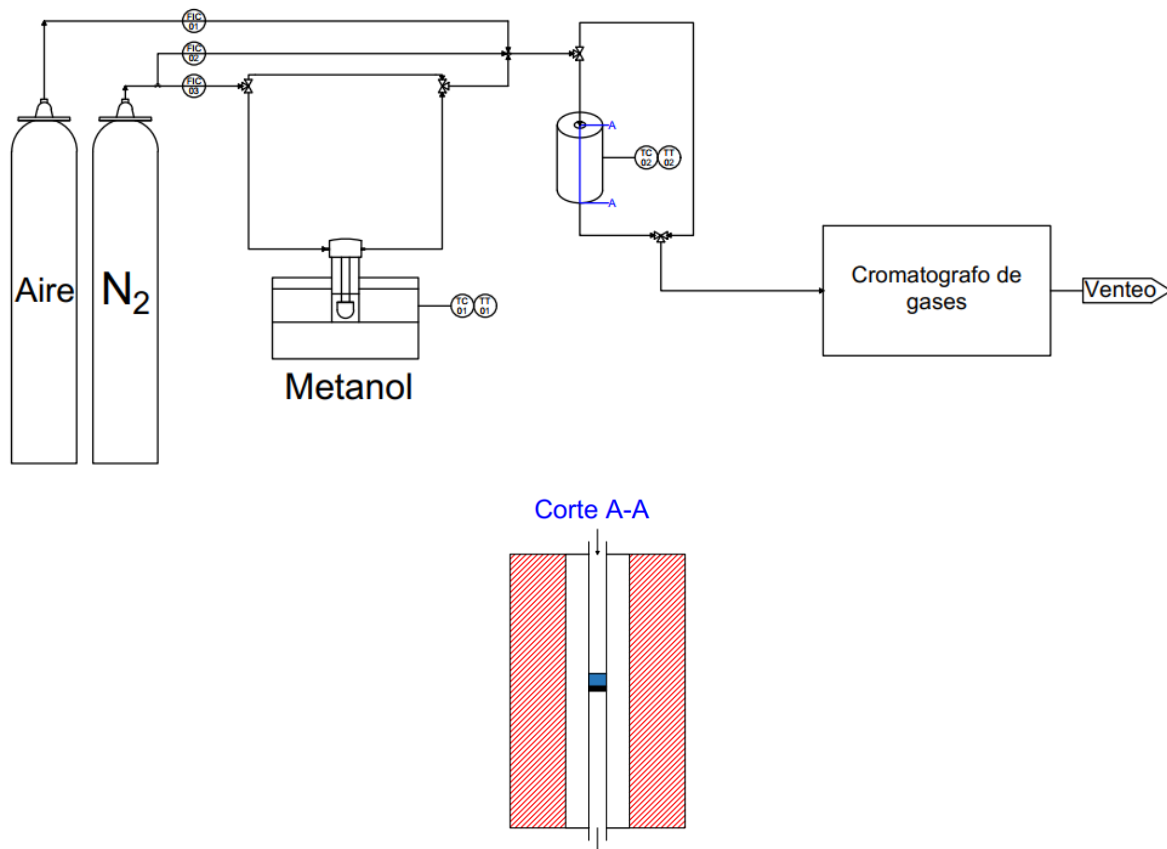 FIC
01
FIC
02
FIC
03
A
TC
02
TT
02
A
Aire
N₂
TC
01
TT
01
Metanol
Cromatografo de
gases
Venteo
Corte A-A